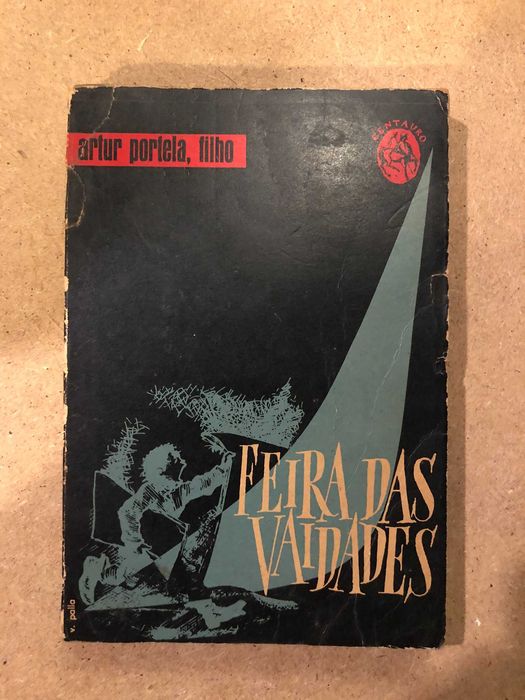 artur portela, filho
CENTAURO
FEIRA DAS
VAIDADES
v. palla